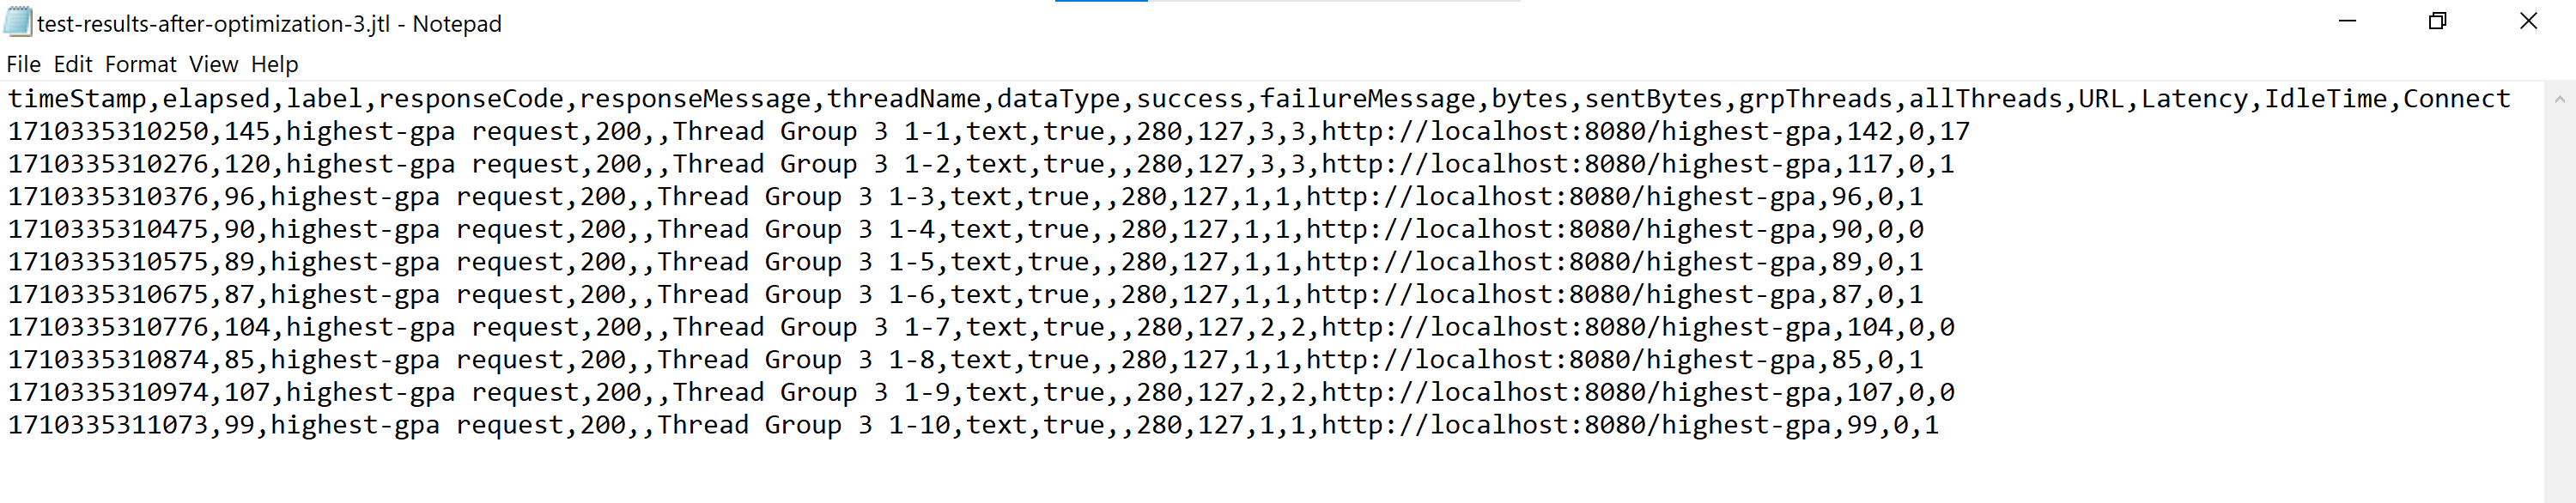 test-results-after-optimization-3.jtl - Notepad
File Edit Format View Help
timeStamp,elapsed,label,responseCode,responseMessage,threadName,dataType,success,failureMessage,bytes,sentBytes,grpThreads,allThreads,URL,Latency,IdleTime,Connect
1710335310250,145,highest-gpa request,200,,Thread Group 3 1-1,text,true,,280,127,3,3,http://localhost:8080/highest-gpa,142,0,17
1710335310276,120,highest-gpa request,200,,Thread Group 3 1-2,text,true,,280,127,3,3,http://localhost:8080/highest-gpa,117,0,1
1710335310376,96,highest-gpa request,200,,Thread Group 3 1-3,text,true,,280,127,1,1,http://localhost:8080/highest-gpa,96,0,1
1710335310475,90,highest-gpa request,200,,Thread Group 3 1-4,text,true,,280,127,1,1,http://localhost:8080/highest-gpa,90,0,0
1710335310575,89,highest-gpa request,200,,Thread Group 3 1-5,text,true,,280,127,1,1,http://localhost:8080/highest-gpa,89,0,1
1710335310675,87,highest-gpa request,200,,Thread Group 3 1-6,text,true,,280,127,1,1,http://localhost:8080/highest-gpa,87,0,1
1710335310776,104,highest-gpa request,200,,Thread Group 3 1-7,text,true,,280,127,2,2,http://localhost:8080/highest-gpa,104,0,0
1710335310874,85,highest-gpa request,200,,Thread Group 3 1-8,text,true,,280,127,1,1,http://localhost:8080/highest-gpa,85,0,1
1710335310974,107,highest-gpa request,200,,Thread Group 3 1-9,text,true,,280,127,2,2,http://localhost:8080/highest-gpa,107,0,0
1710335311073,99,highest-gpa request,200,,Thread Group 3 1-10,text,true,,280,127,1,1,http://localhost:8080/highest-gpa,99,0,1